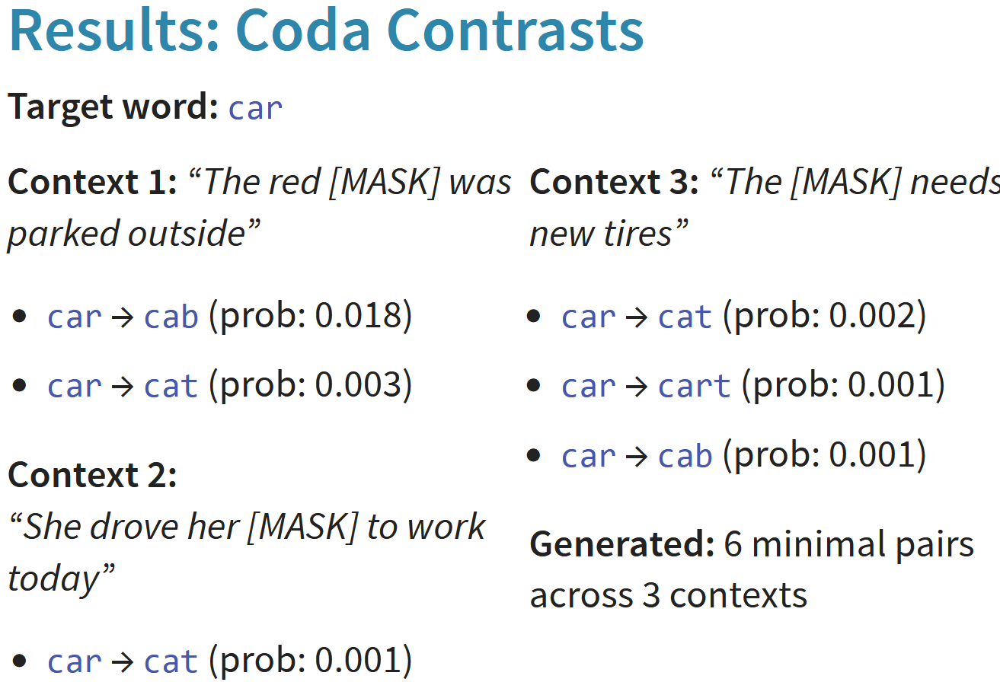 Results: Coda Contrasts
Target word: car
Context 1: “The red [MASK] was
parked outside”
• car → cab (prob: 0.018)
• car → cat (prob: 0.003)
Context 2:
“She drove her [MASK] to work
today”
• car → cat (prob: 0.001)
Context 3: “The [MASK] needs
new tires”
• car → cat (prob: 0.002)
• car → cart (prob: 0.001)
• car → cab (prob: 0.001)
Generated: 6 minimal pairs
across 3 contexts